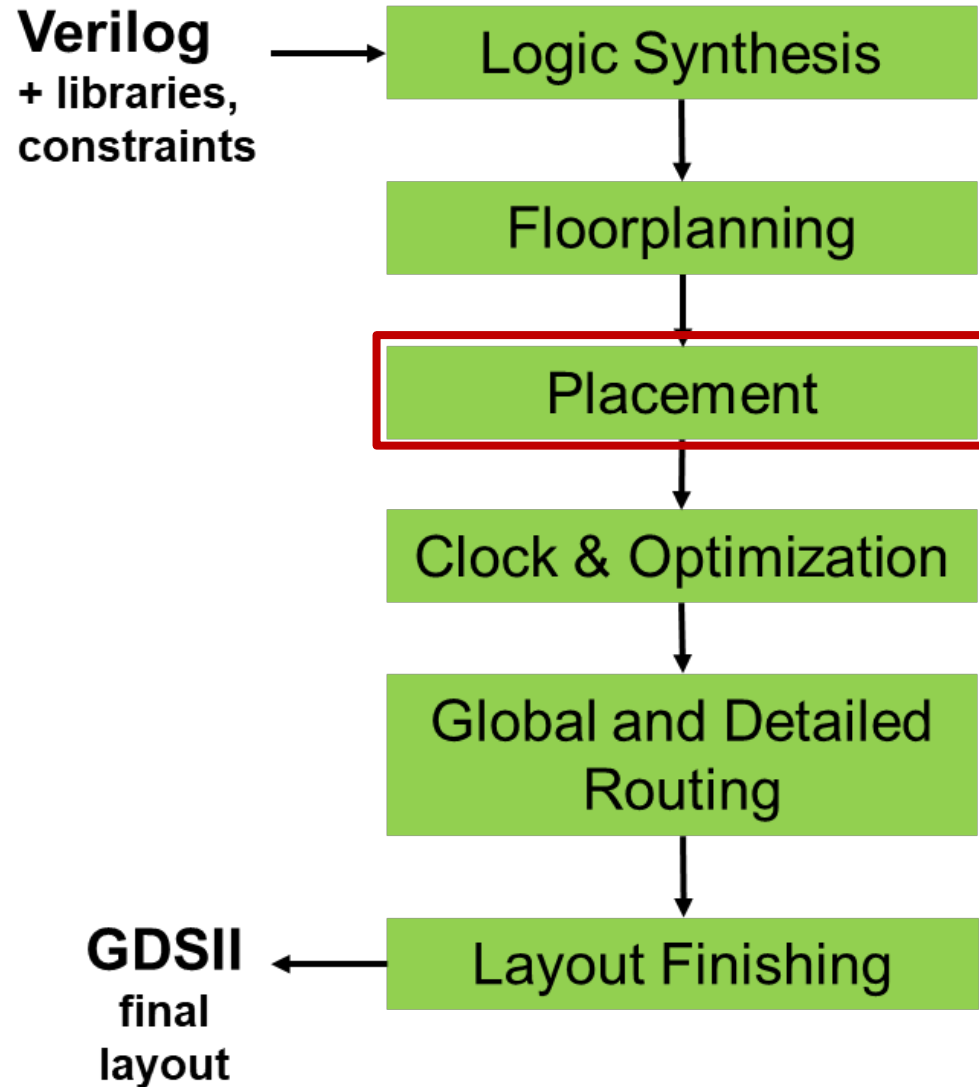 Verilog
+ libraries,
constraints
Logic Synthesis
Floorplanning
Placement
Clock & Optimization
Global and Detailed
Routing
Layout Finishing
GDSII
final
layout